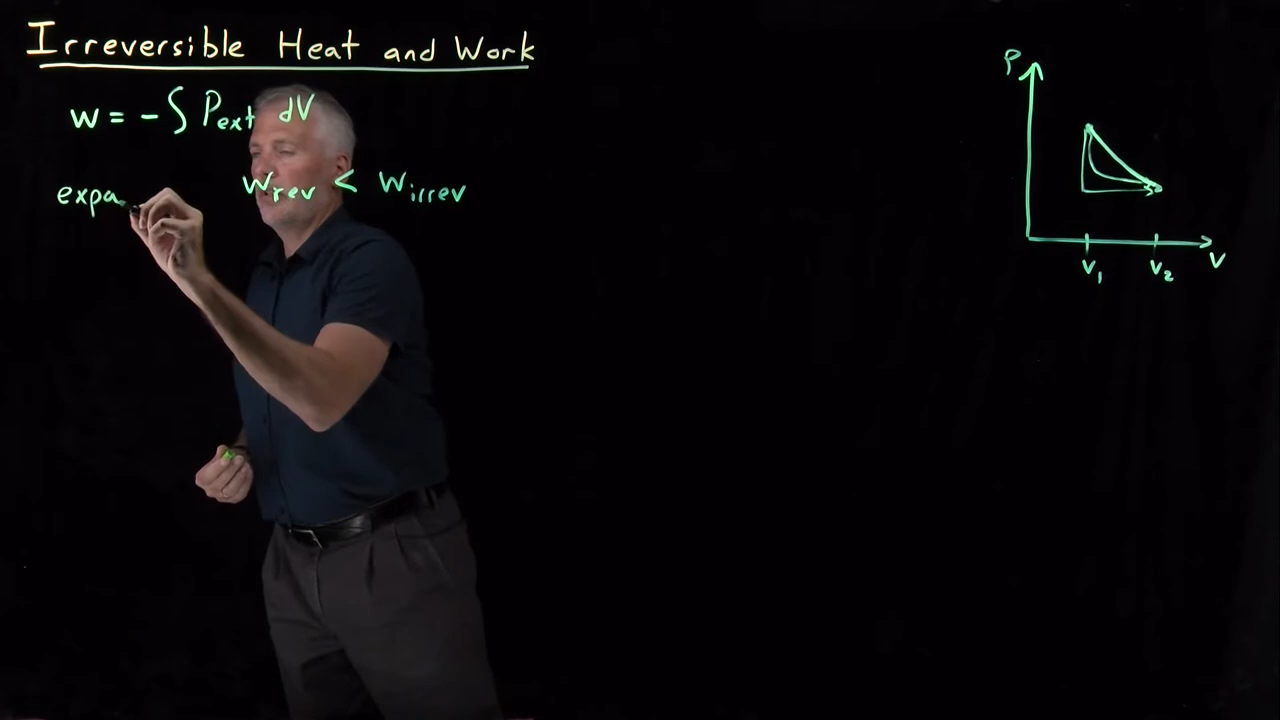 Irreversible Heat and Work
w = - ∫ Pext dV
expa wrev < wirrev
P
V1 V2 V